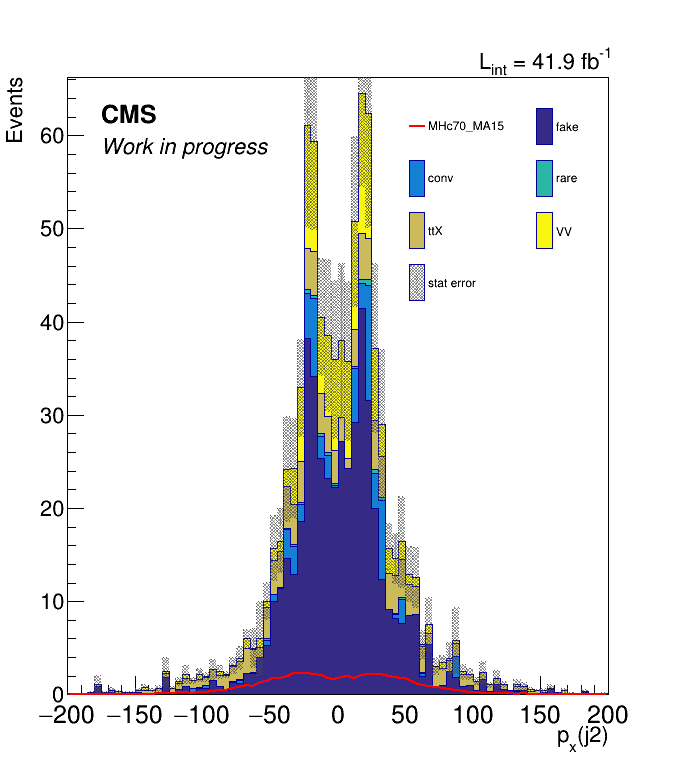 L_int = 41.9 fb^-1
Events
CMS
Work in progress
MHc70_MA15
fake
conv
rare
ttX
VV
stat error
60
50
40
30
20
10
0
−200 −150 −100 −50 0 50 100 150 200
p_x(j2)